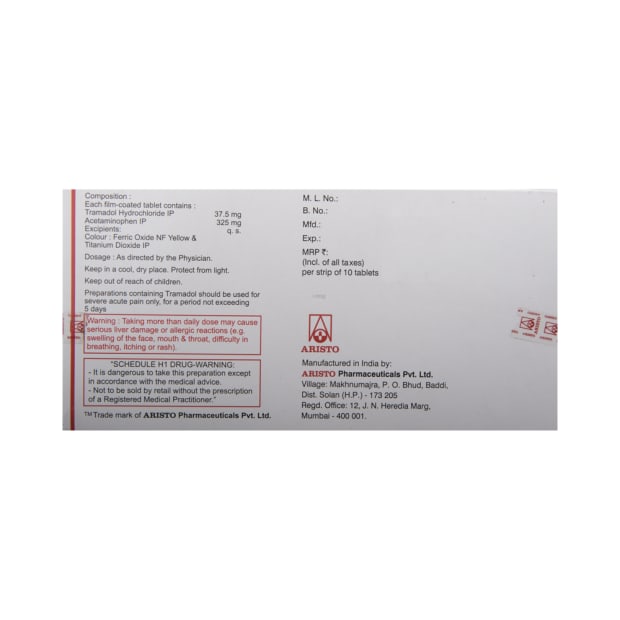 Composition :
Each film-coated tablet contains :
Tramadol Hydrochloride IP 37.5 mg
Acetaminophen IP 325 mg
Excipients: q. s.
Colour : Ferric Oxide NF Yellow &
Titanium Dioxide IP
Dosage : As directed by the Physician.
Keep in a cool, dry place. Protect from light.
Keep out of reach of children.
Preparations containing Tramadol should be used for
severe acute pain only, for a period not exceeding
5 days
Warning : Taking more than daily dose may cause
serious liver damage or allergic reactions (e.g.
swelling of the face, mouth & throat, difficulty in
breathing, itching or rash).
"SCHEDULE H1 DRUG-WARNING:
- It is dangerous to take this preparation except
in accordance with the medical advice.
- Not to be sold by retail without the prescription
of a Registered Medical Practitioner."
™Trade mark of ARISTO Pharmaceuticals Pvt. Ltd.
M. L. No.:
B. No.:
Mfd.:
Exp.:
MRP ₹:
(Incl. of all taxes)
per strip of 10 tablets
ARISTO
Manufactured in India by:
ARISTO Pharmaceuticals Pvt. Ltd.
Village: Makhnumajra, P. O. Bhud, Baddi,
Dist. Solan (H.P.) - 173 205
Regd. Office: 12, J. N. Heredia Marg,
Mumbai - 400 001.